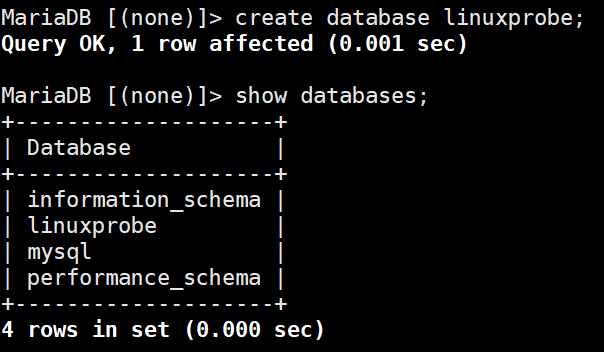 MariaDB [(none)]> create database linuxprobe;
Query OK, 1 row affected (0.001 sec)
MariaDB [(none)]> show databases;
+--------------------+
| Database           |
+--------------------+
| information_schema |
| linuxprobe         |
| mysql              |
| performance_schema |
+--------------------+
4 rows in set (0.000 sec)